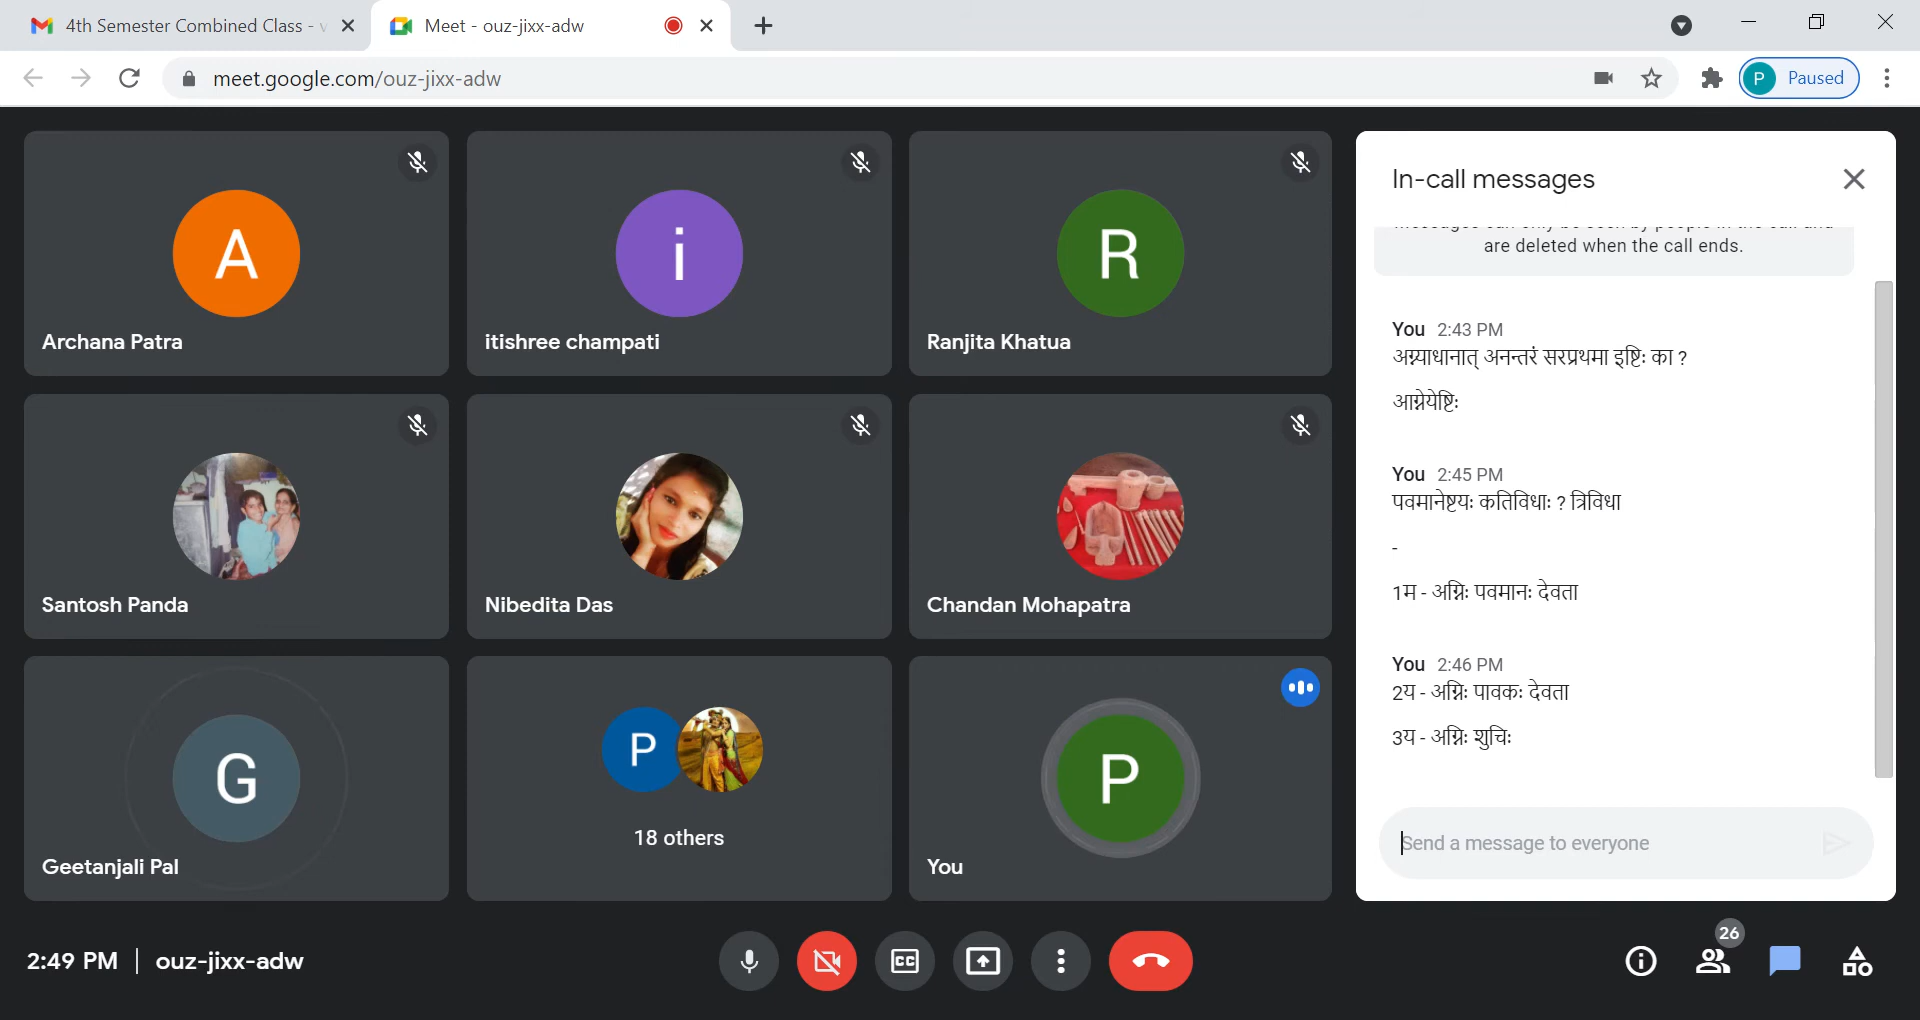 4th Semester Combined Class -
Meet - ouz-jixx-adw
meet.google.com/ouz-jixx-adw
P
Paused
A
Archana Patra
i
itishree champati
R
Ranjita Khatua
Santosh Panda
Nibedita Das
Chandan Mohapatra
G
Geetanjali Pal
P
18 others
P
You
In-call messages
are deleted when the call ends.
You 2:43 PM
अग्न्याधानात् अनन्तरं सरप्रथमा इष्टिः का ?
आग्नेयेष्टिः
You 2:45 PM
पवमानेष्टयः कतिविधाः ? त्रिविधा
-
1म - अग्निः पवमानः देवता
You 2:46 PM
2य - अग्निः पावकः देवता
3य - अग्निः शुचिः
Send a message to everyone
2:49 PM | ouz-jixx-adw
CC
26